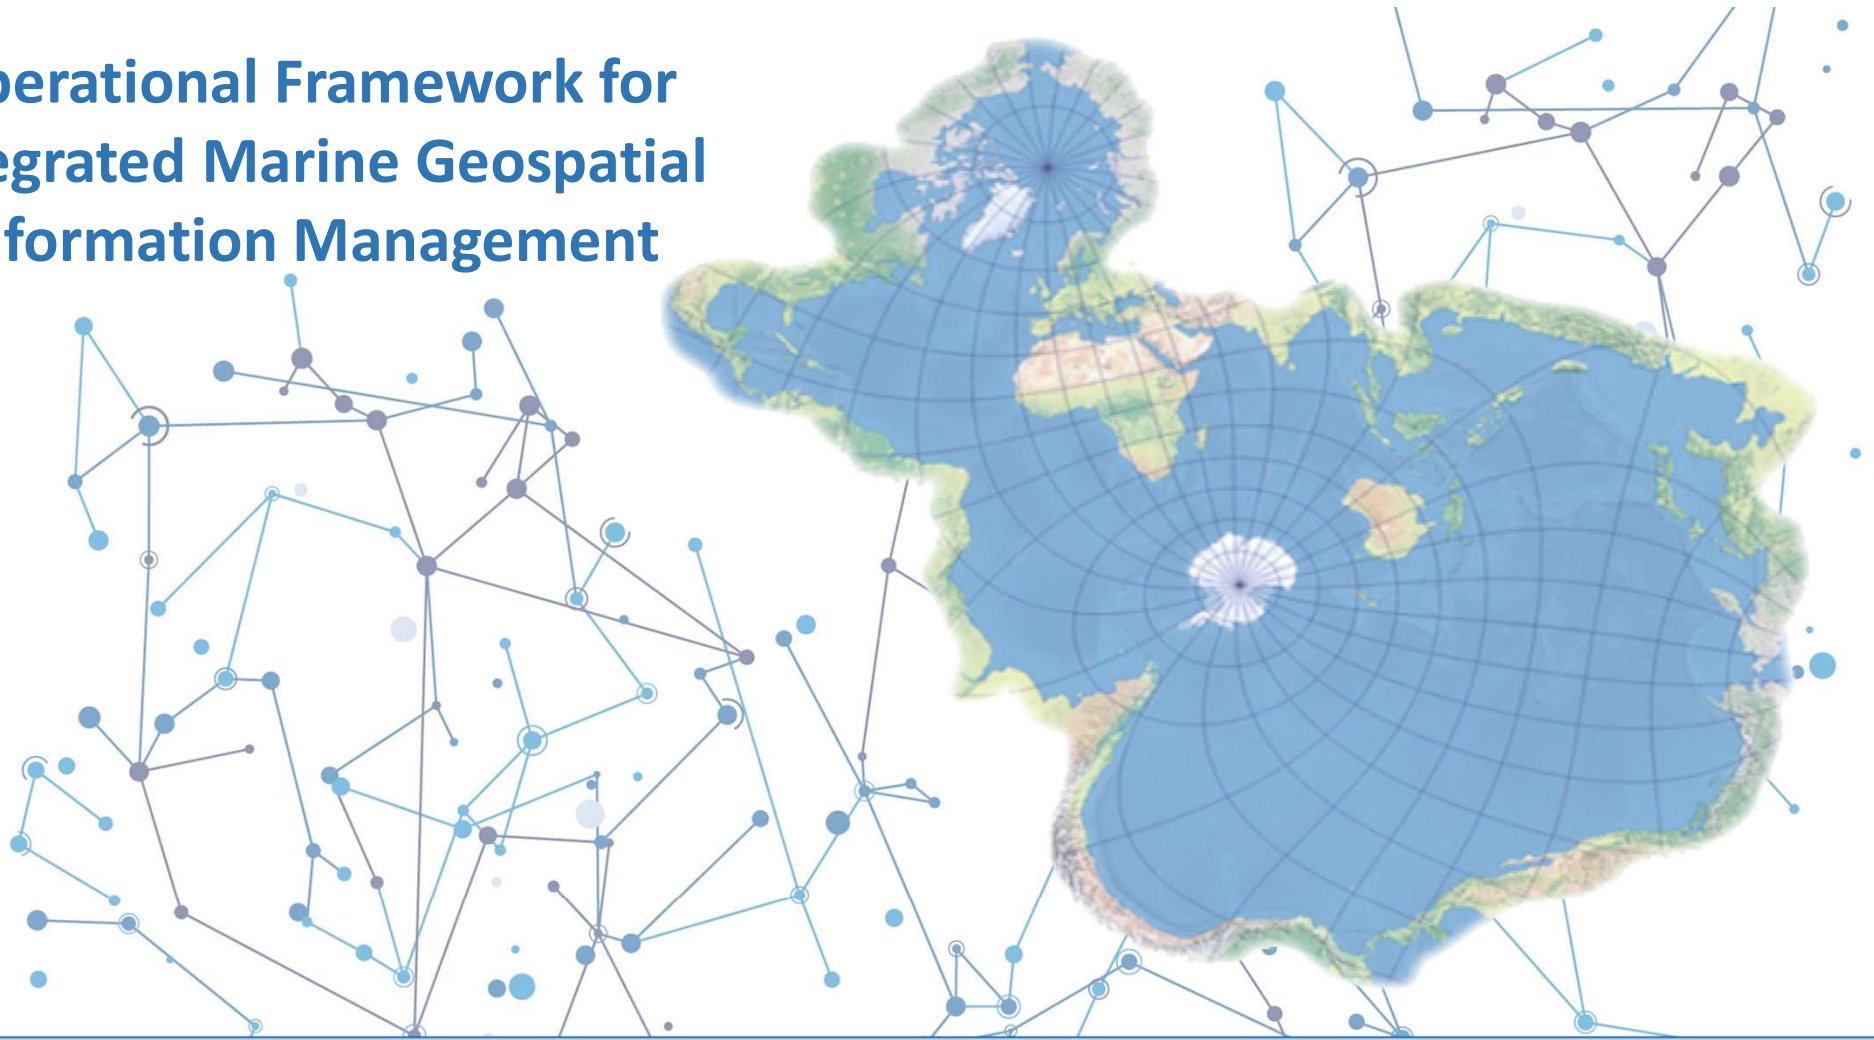 perational Framework for
egrated Marine Geospatial
formation Management